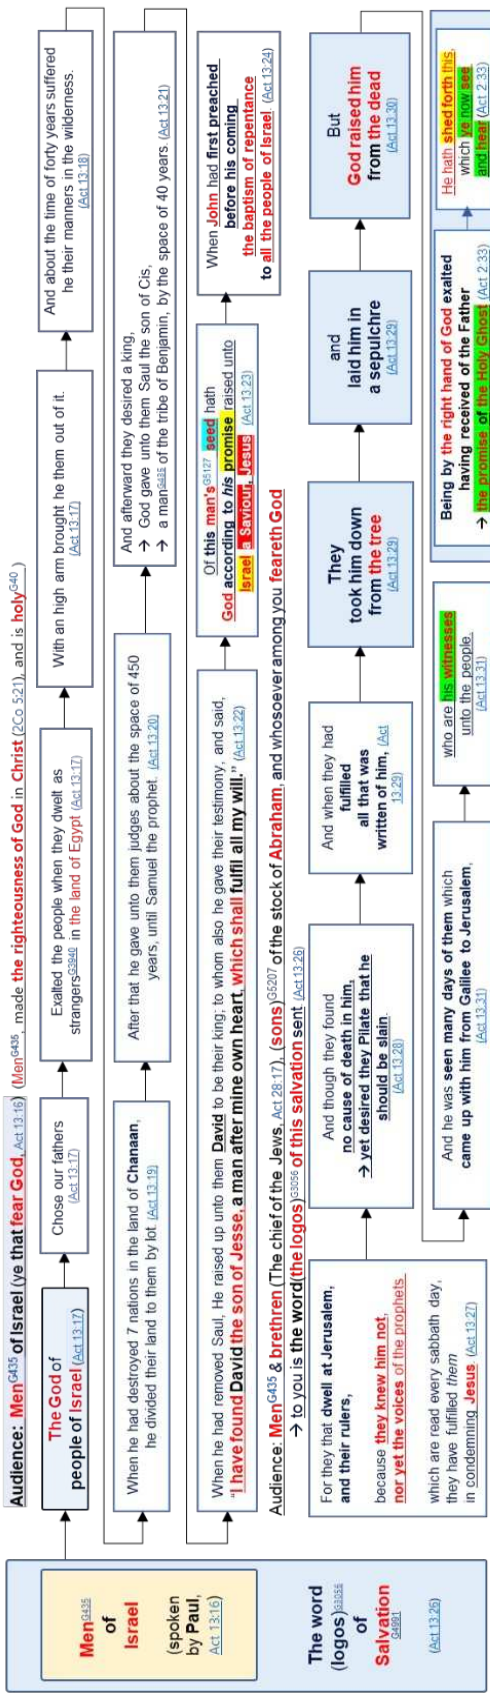 Men^G435
of
Israel
(spoken
by Paul,
Act 13:16)
The word
(logos)^G3056
of
Salvation
G4991
(Act 13:26)
Audience: Men^G435 of Israel (ye that fear God, Act 13:16) (Men^G435, made the righteousness of God in Christ (2Co 5:21), and is holy^G40.)
The God of
people of Israel (Act 13:17)
Chose our fathers
(Act 13:17)
Exalted the people when they dwelt as
strangers^G3940 in the land of Egypt (Act 13:17)
With an high arm brought he them out of it.
(Act 13:17)
And about the time of forty years suffered
he their manners in the wilderness.
(Act 13:18)
When he had destroyed 7 nations in the land of Chanaan,
he divided their land to them by lot. (Act 13:19)
After that he gave unto them judges about the space of 450
years, until Samuel the prophet. (Act 13:20)
And afterward they desired a king,
→ God gave unto them Saul the son of Cis,
→ a man^G435 of the tribe of Benjamin, by the space of 40 years. (Act 13:21)
When he had removed Saul, He raised up unto them David to be their king; to whom also he gave their testimony, and said,
“I have found David the son of Jesse, a man after mine own heart, which shall fulfil all my will.” (Act 13:22)
Of this man's^G5127 seed hath
God according to his promise raised unto
Israel a Saviour, Jesus (Act 13:23)
When John had first preached
before his coming
the baptism of repentance
to all the people of Israel. (Act 13:24)
Audience: Men^G435 & brethren (The chief of the Jews, Act 28:17), (sons)^G5207 of the stock of Abraham, and whosoever among you feareth God
→ to you is the word(the logos)^G3056 of this salvation sent (Act 13:26)
For they that dwell at Jerusalem,
and their rulers,
because they knew him not,
nor yet the voices of the prophets
which are read every sabbath day,
they have fulfilled them
in condemning Jesus. (Act 13:27)
And though they found
no cause of death in him,
→ yet desired they Pilate that he
should be slain.
(Act 13:28)
And when they had
fulfilled
all that was
written of him, (Act
13:29)
They
took him down
from the tree
(Act 13:29)
and
laid him in
a sepulchre
(Act 13:29)
But
God raised him
from the dead
(Act 13:30)
And he was seen many days of them which
came up with him from Galilee to Jerusalem,
(Act 13:31)
who are his witnesses
unto the people.
(Act 13:31)
Being by the right hand of God exalted
having received of the Father
→ the promise of the Holy Ghost (Act 2:33)
He hath shed forth this,
which ye now see
and hear (Act 2:33)